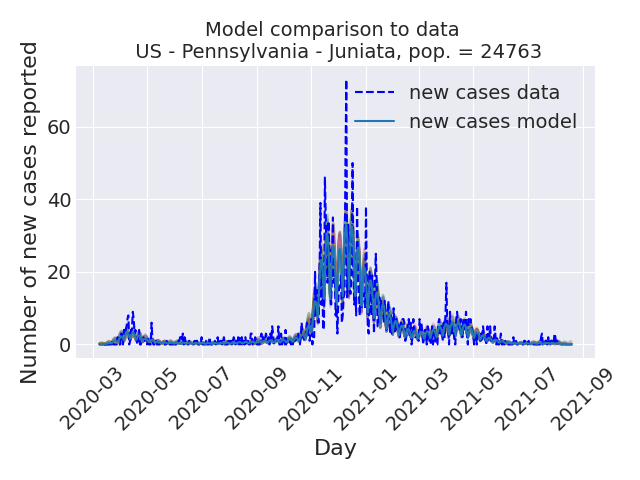 Model comparison to data
US - Pennsylvania - Juniata, pop. = 24763
new cases data
new cases model
Number of new cases reported
60
40
20
0
2020-03
2020-05
2020-07
2020-09
2020-11
2021-01
2021-03
2021-05
2021-07
2021-09
Day